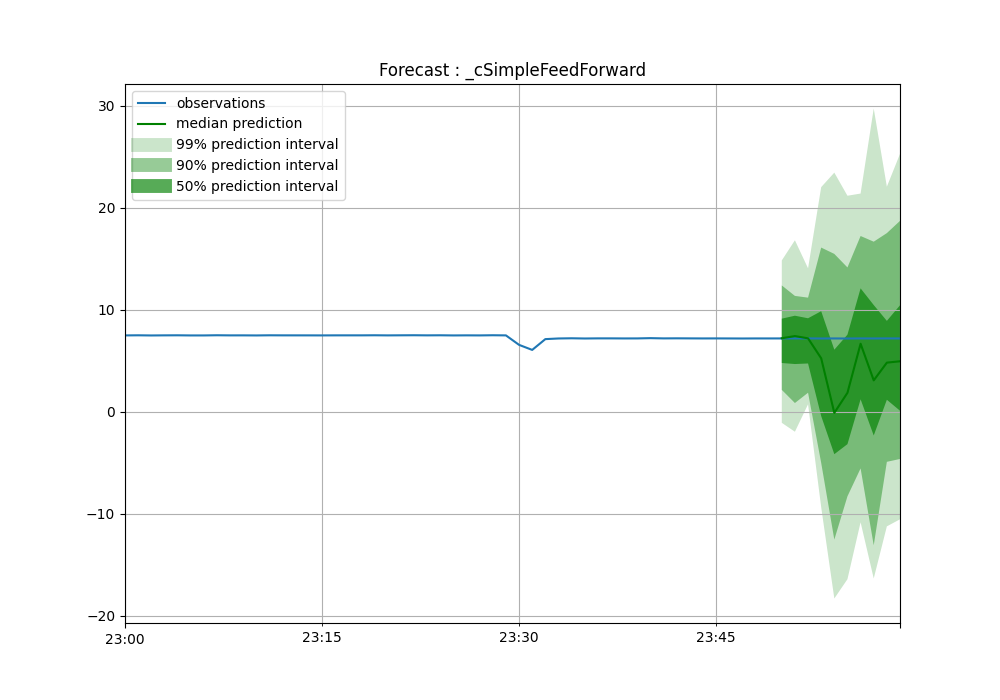 Forecast : _cSimpleFeedForward
observations
median prediction
99% prediction interval
90% prediction interval
50% prediction interval
30
20
10
0
−10
−20
23:00
23:15
23:30
23:45